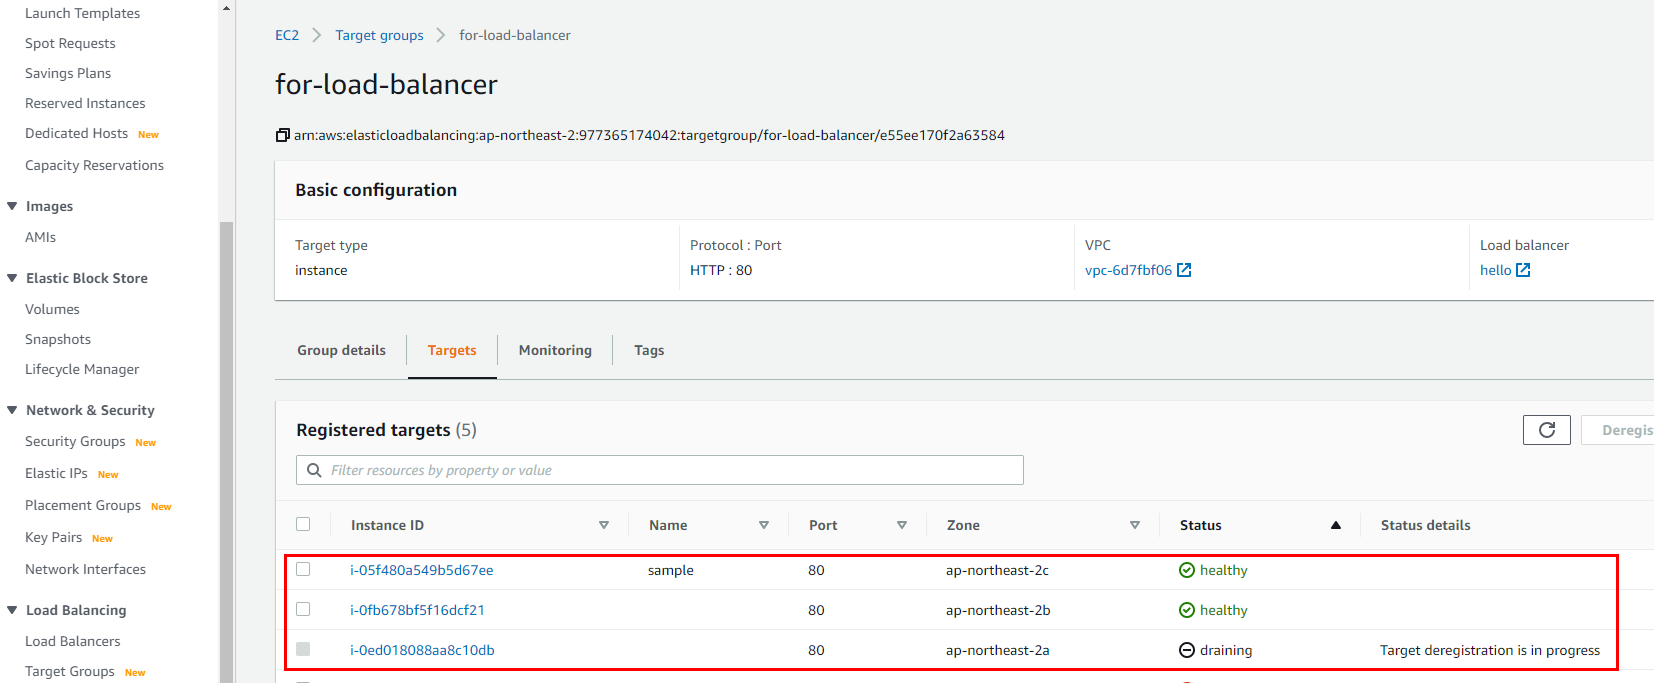 Launch Templates
Spot Requests
Savings Plans
Reserved Instances
Dedicated Hosts New
Capacity Reservations
Images
AMIs
Elastic Block Store
Volumes
Snapshots
Lifecycle Manager
Network & Security
Security Groups New
Elastic IPs New
Placement Groups New
Key Pairs New
Network Interfaces
Load Balancing
Load Balancers
Target Groups New
EC2 Target groups for-load-balancer
for-load-balancer
arn:aws:elasticloadbalancing:ap-northeast-2:977365174042:targetgroup/for-load-balancer/e55ee170f2a63584
Basic configuration
Target type Protocol : Port VPC Load balancer
instance HTTP : 80 vpc-6d7fbf06 hello
Group details Targets Monitoring Tags
Registered targets (5)
Deregis
Filter resources by property or value
Instance ID Name Port Zone Status Status details
i-05f480a549b5d67ee sample 80 ap-northeast-2c healthy
i-0fb678bf5f16dcf21 80 ap-northeast-2b healthy
i-0ed018088aa8c10db 80 ap-northeast-2a draining Target deregistration is in progress